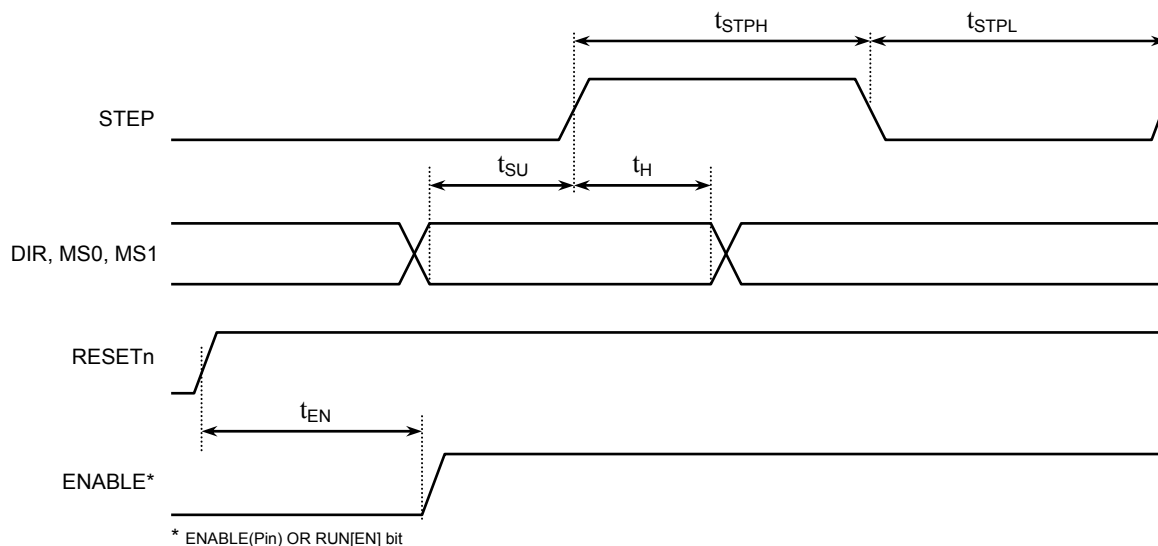 tSTPH tSTPL
STEP
tSU tH
DIR, MS0, MS1
RESETn
tEN
ENABLE*
* ENABLE(Pin) OR RUN[EN] bit